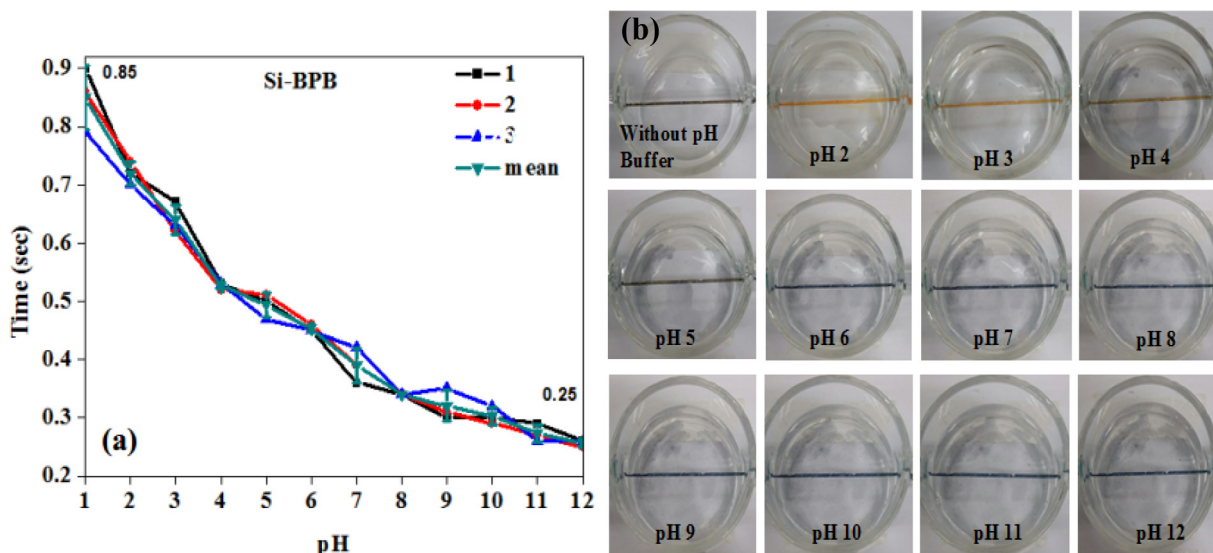 Si-BPB
0.85
1
2
3
mean
0.9
0.8
0.7
0.6
0.5
0.4
0.3
0.2
Time (sec)
0.25
(a)
1 2 3 4 5 6 7 8 9 10 11 12
pH
(b)
Without pH
Buffer
pH 2
pH 3
pH 4
pH 5
pH 6
pH 7
pH 8
pH 9
pH 10
pH 11
pH 12